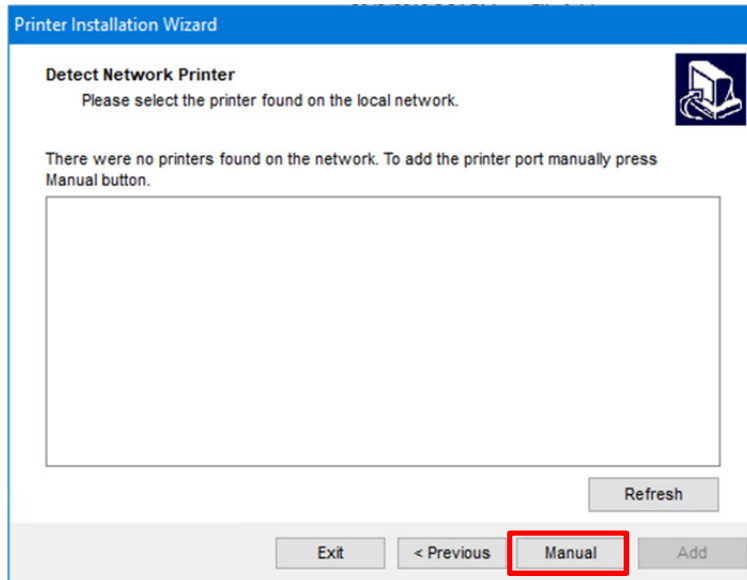 Printer Installation Wizard
Detect Network Printer
Please select the printer found on the local network.
There were no printers found on the network. To add the printer port manually press
Manual button.
Refresh
Exit
< Previous
Manual
Add